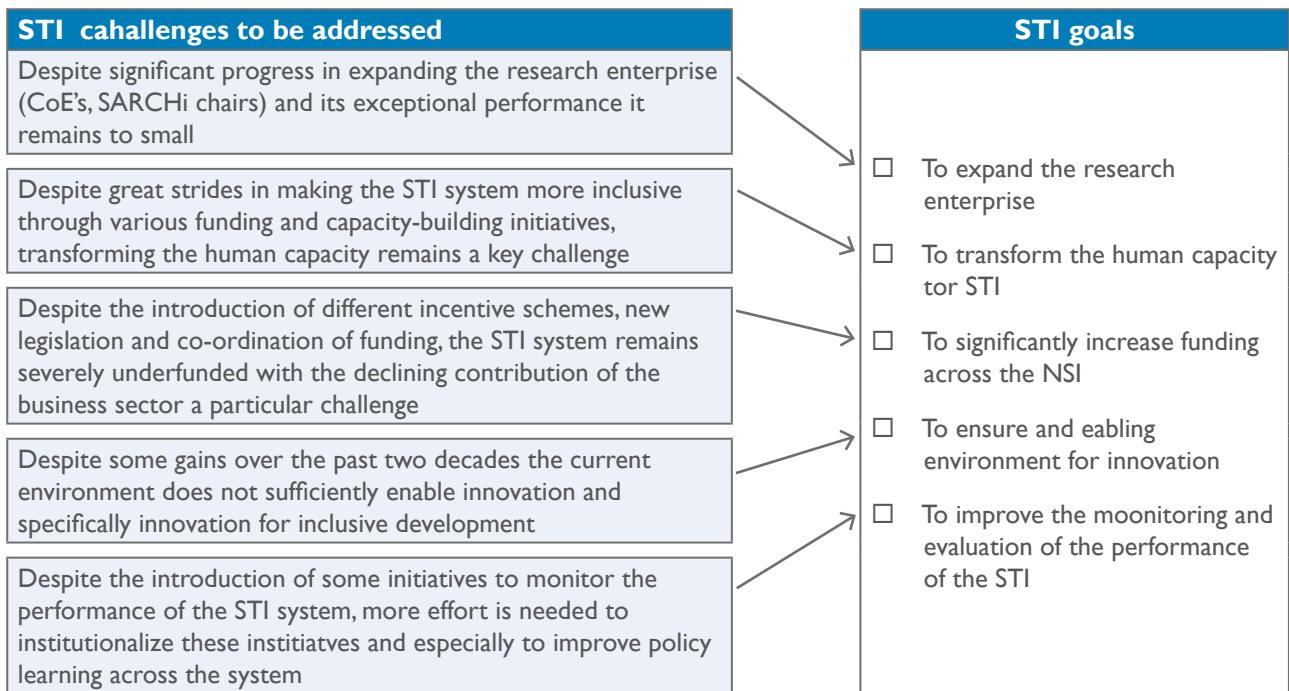 STI cahallenges to be addressed
Despite significant progress in expanding the research enterprise
(CoE's, SARCHi chairs) and its exceptional performance it
remains to small
Despite great strides in making the STI system more inclusive
through various funding and capacity-building initiatives,
transforming the human capacity remains a key challenge
Despite the introduction of different incentive schemes, new
legislation and co-ordination of funding, the STI system remains
severely underfunded with the declining contribution of the
business sector a particular challenge
Despite some gains over the past two decades the current
environment does not sufficiently enable innovation and
specifically innovation for inclusive development
Despite the introduction of some initiatives to monitor the
performance of the STI system, more effort is needed to
institutionalize these institiatves and especially to improve policy
learning across the system
STI goals
☐ To expand the research
enterprise
☐ To transform the human capacity
tor STI
☐ To significantly increase funding
across the NSI
☐ To ensure and eabling
environment for innovation
☐ To improve the moonitoring and
evaluation of the performance
of the STI